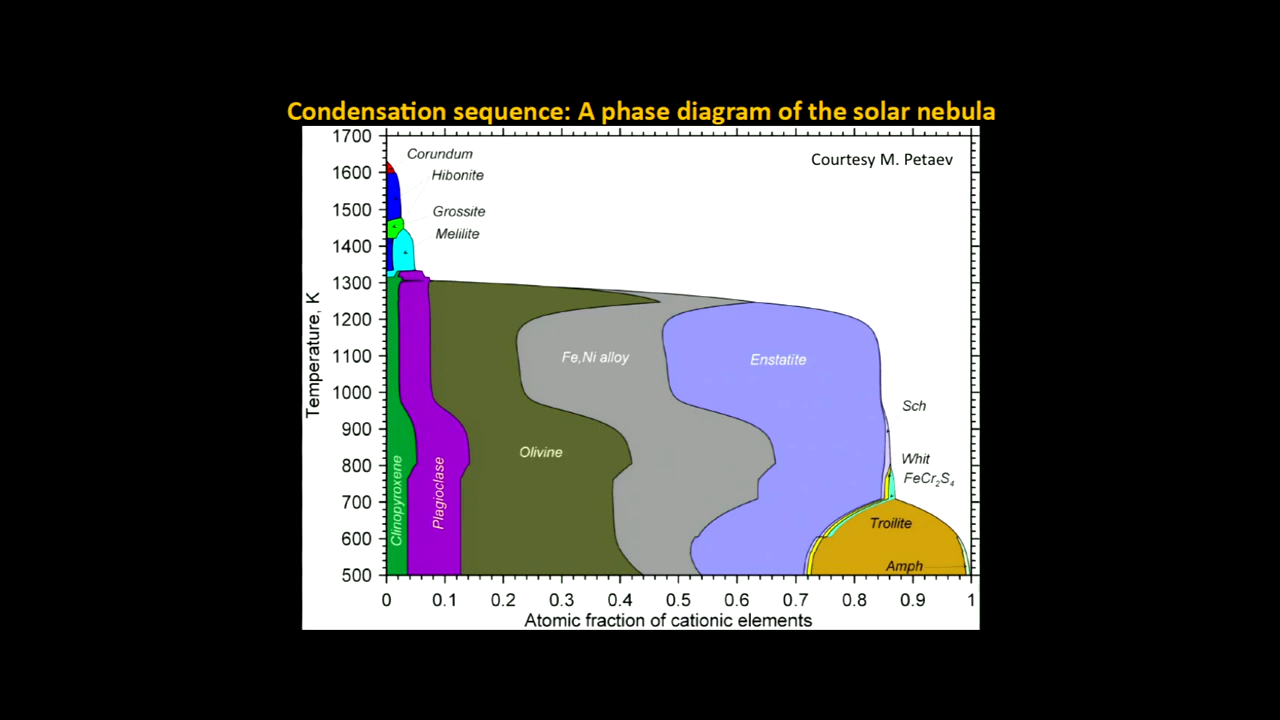 Condensation sequence: A phase diagram of the solar nebula
1700
1600
1500
1400
1300
1200
1100
1000
900
800
700
600
500
Temperature, K
Corundum
Hibonite
Grossite
Melilite
Courtesy M. Petaev
Fe,Ni alloy
Enstatite
Sch
Olivine
Whit
FeCr₂S₄
Clinopyroxene
Plagioclase
Troilite
Amph
0 0.1 0.2 0.3 0.4 0.5 0.6 0.7 0.8 0.9 1
Atomic fraction of cationic elements